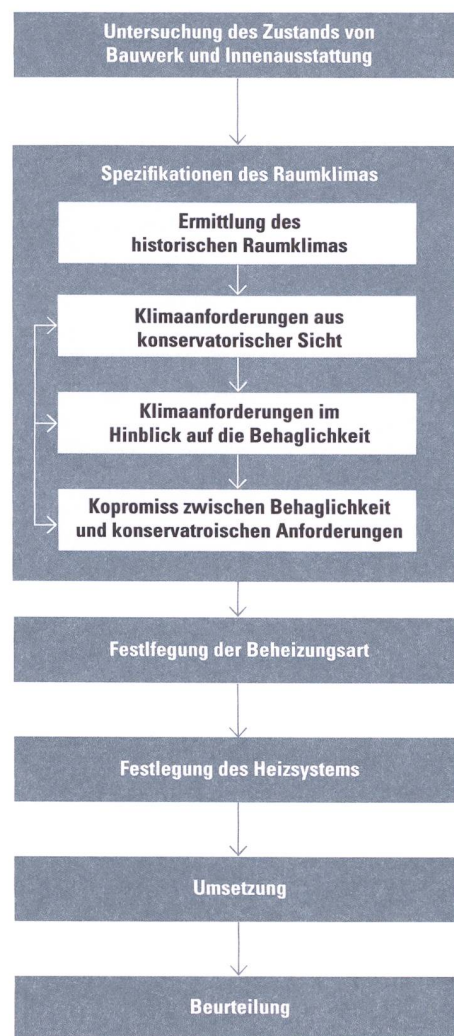 Untersuchung des Zustands von
Bauwerk und Innenausstattung
Spezifikationen des Raumklimas
Ermittlung des
historischen Raumklimas
Klimaanforderungen aus
konservatorischer Sicht
Klimaanforderungen im
Hinblick auf die Behaglichkeit
Kopromiss zwischen Behaglichkeit
und konservatroischen Anforderungen
Festlfegung der Beheizungsart
Festlegung des Heizsystems
Umsetzung
Beurteilung